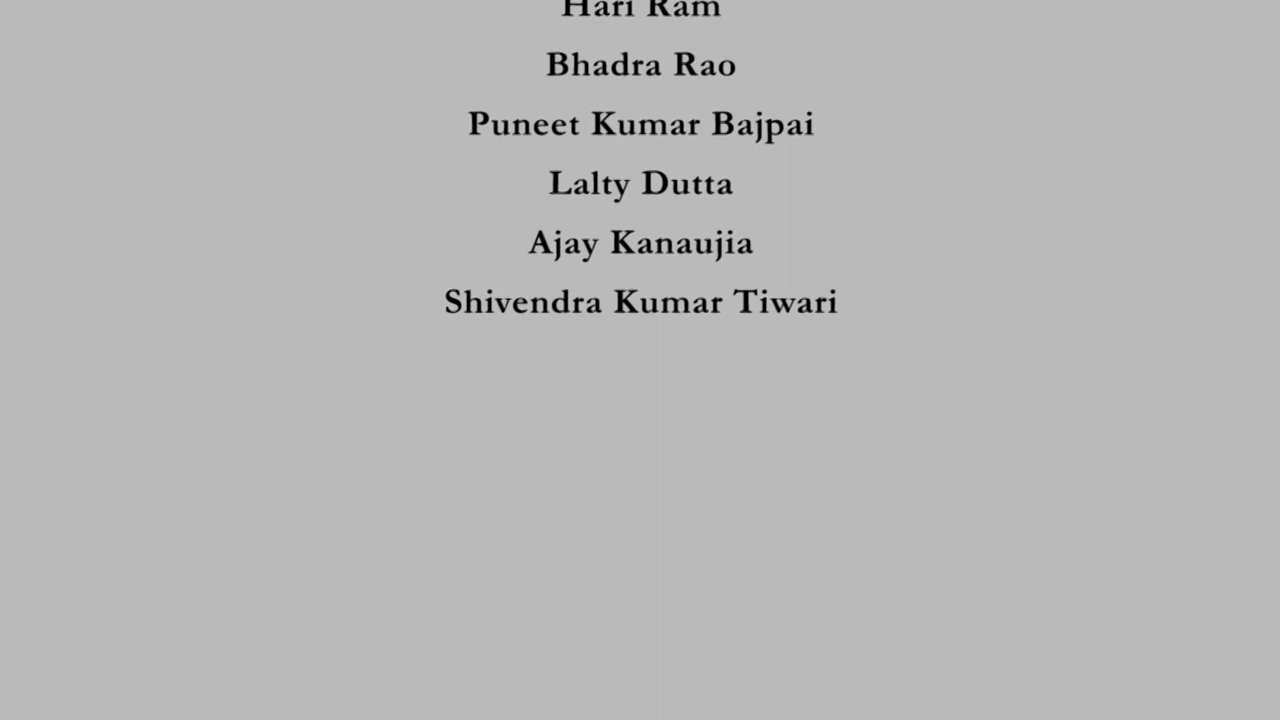 Hari Ram
Bhadra Rao
Puneet Kumar Bajpai
Lalty Dutta
Ajay Kanaujia
Shivendra Kumar Tiwari